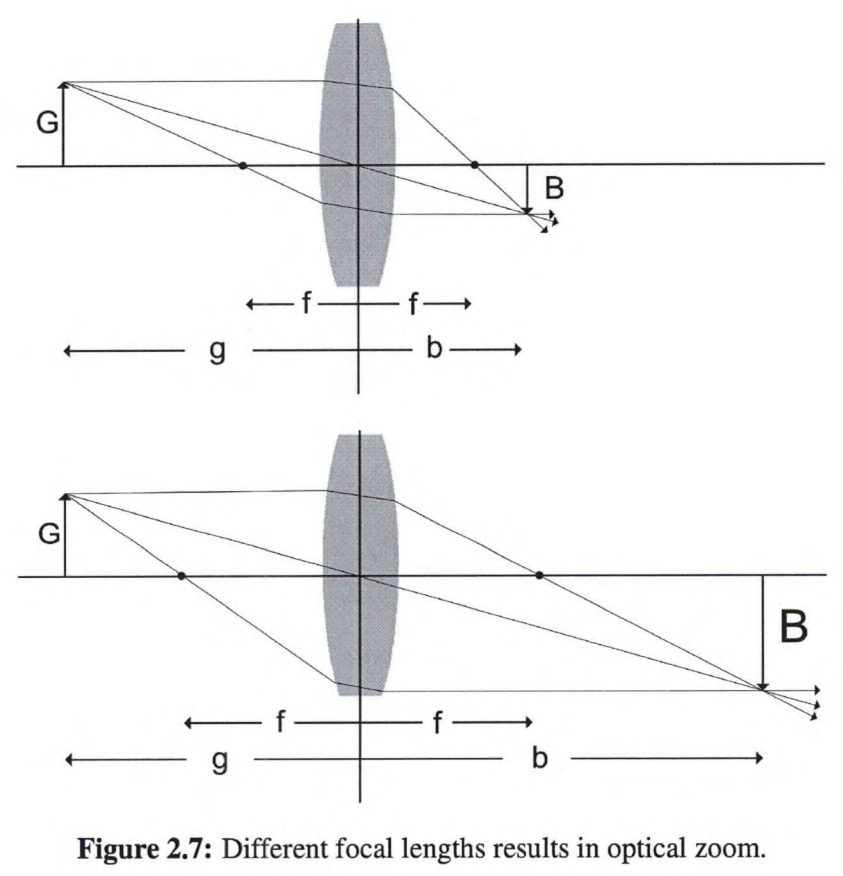 G
B
f f
g b
G
B
f f
g b
Figure 2.7: Different focal lengths results in optical zoom.